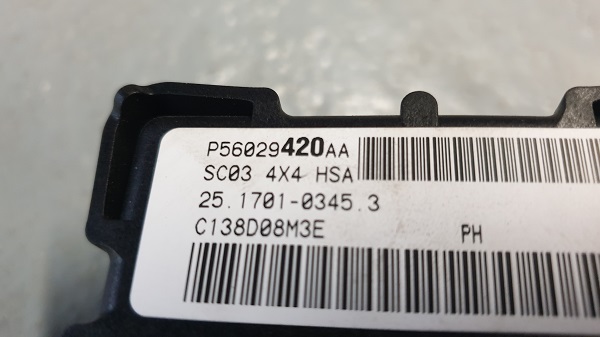 P56029420AA
SC03 4X4 HSA
25.1701-0345.3
C138D08M3E PH